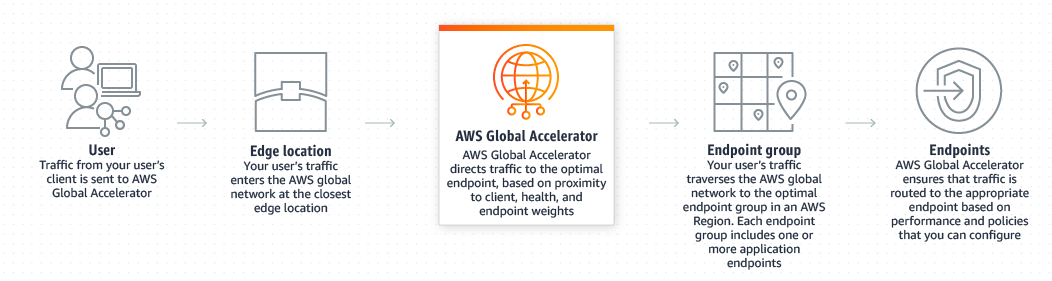 User
Traffic from your user's
client is sent to AWS
Global Accelerator
Edge location
Your user's traffic
enters the AWS global
network at the closest
edge location
AWS Global Accelerator
AWS Global Accelerator
directs traffic to the optimal
endpoint, based on proximity
to client, health, and
endpoint weights
Endpoint group
Your user's traffic
traverses the AWS global
network to the optimal
endpoint group in an AWS
Region. Each endpoint
group includes one or
more application
endpoints
Endpoints
AWS Global Accelerator
ensures that traffic is
routed to the appropriate
endpoint based on
performance and policies
that you can configure